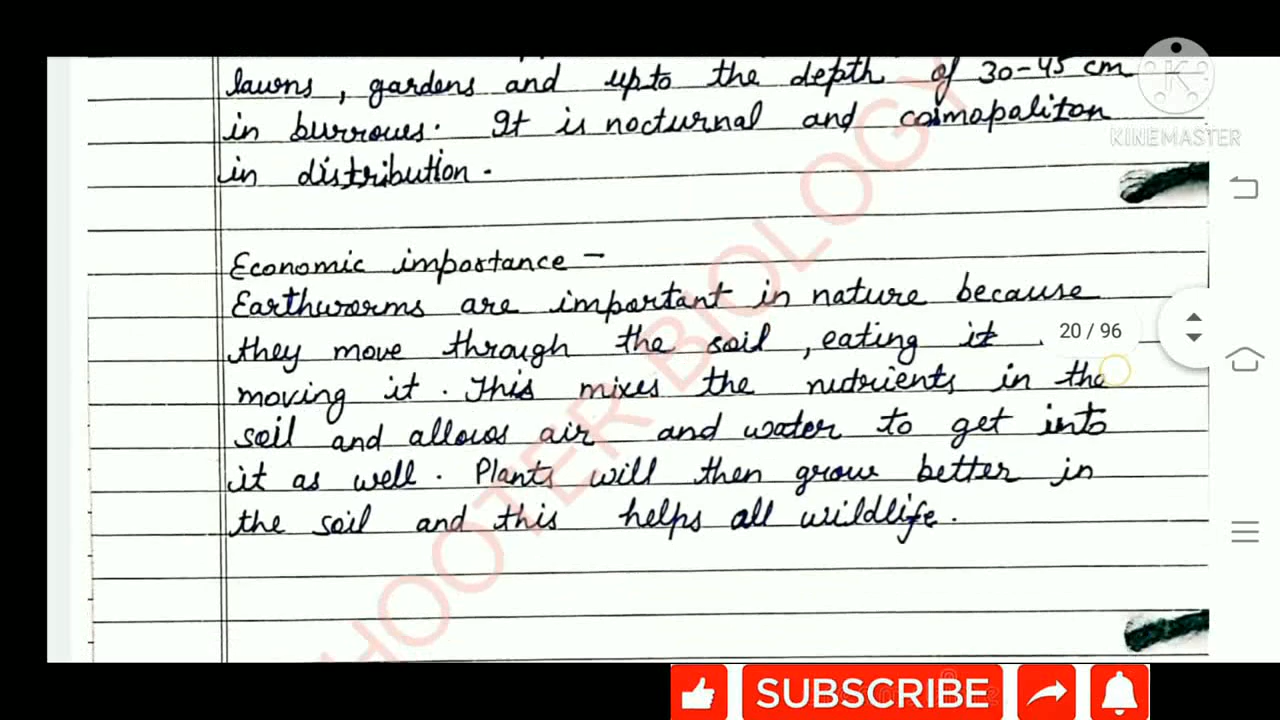 lawns, gardens and upto the depth of 30-45 cm
in burrows. It is nocturnal and cosmopoliton
in distribution.
Economic importance -
Earthworms are important in nature because
they move through the soil, eating it
moving it. This mixes the nutrients in the
soil and allows air and water to get into
it as well. Plants will then grow better in
the soil and this helps all wildlife.
KINEMASTER
20 / 96
HOOTER BIOLOGY
SUBSCRIBE